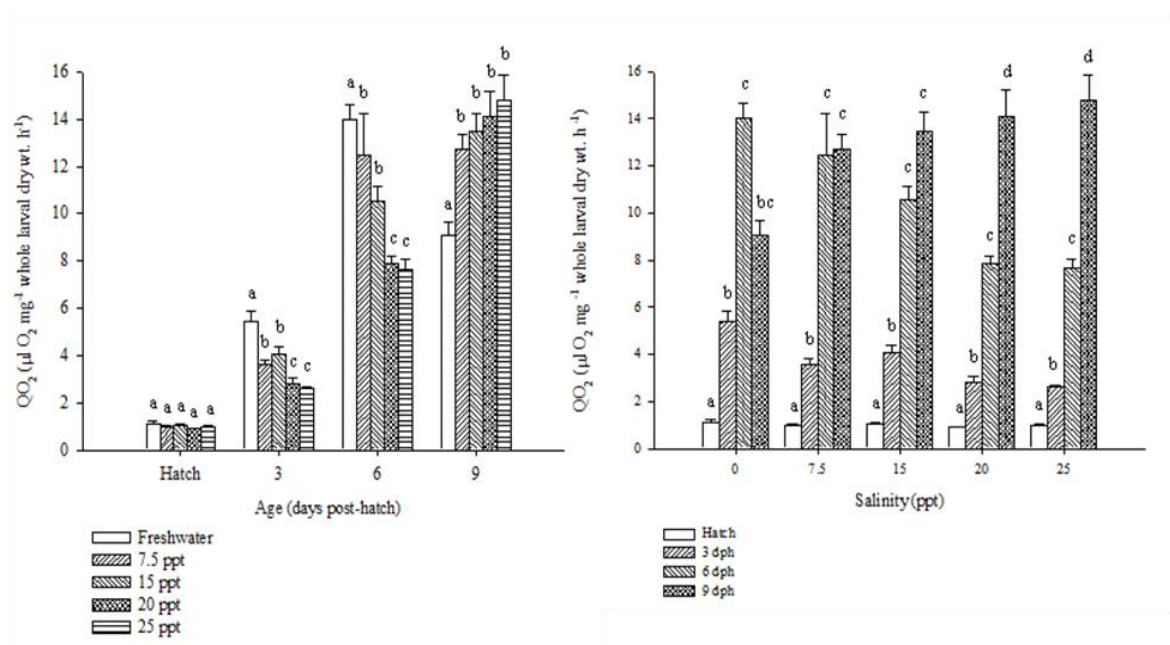 16
14
12
10
8
6
4
2
0
QO2 (µl O2 mg-1 whole larval dry wt. h1)
a a a a a
a b b c c
a b b c c
a b b b b
Hatch 3 6 9
Age (days post-hatch)
Freshwater
7.5 ppt
15 ppt
20 ppt
25 ppt
16
14
12
10
8
6
4
2
0
QO2 (µl O2 mg-1 whole larval dry wt. h-1)
a b c bc
a b c c
a b c c
a b c d
a b c d
0 7.5 15 20 25
Salinity (ppt)
Hatch
3 dph
6 dph
9 dph